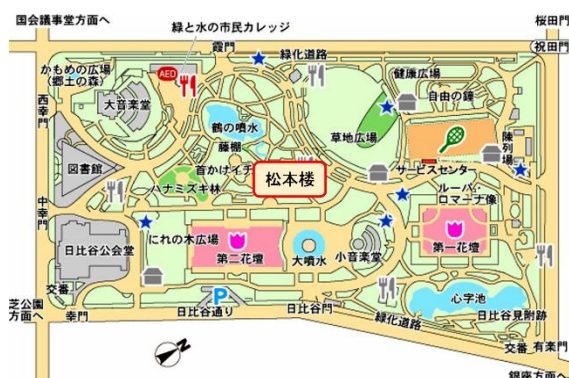 国会議事堂方面へ
緑と水の市民カレッジ
桜田門
霞門
緑化道路
祝田門
かもめの広場
(郷土の森)
AED
健康広場
西幸門
大音楽堂
自由の鐘
鶴の噴水
草地広場
藤棚
陳列場
図書館
首かけイチ
松本楼
サービスセンター
ハナミズキ林
ルーパ・
ロマーナ像
中幸門
にれの木広場
日比谷公会堂
第二花壇
大噴水
小音楽堂
第一花壇
心字池
交番
P
芝公園
方面へ
幸門
日比谷通り
日比谷門
緑化道路
日比谷見附跡
交番
有楽門
銀座方面へ